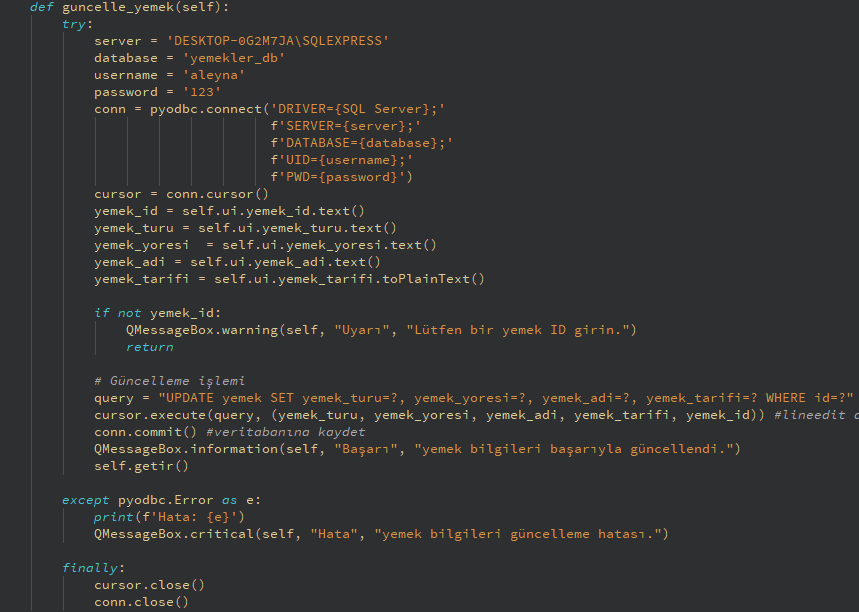 def guncelle_yemek(self):
try:
server = 'DESKTOP-0G2M7JA\SQLEXPRESS'
database = 'yemekler_db'
username = 'aleyna'
password = '123'
conn = pyodbc.connect('DRIVER={SQL Server};'
f'SERVER={server};'
f'DATABASE={database};'
f'UID={username};'
f'PWD={password}')
cursor = conn.cursor()
yemek_id = self.ui.yemek_id.text()
yemek_turu = self.ui.yemek_turu.text()
yemek_yoresi  = self.ui.yemek_yoresi.text()
yemek_adi = self.ui.yemek_adi.text()
yemek_tarifi = self.ui.yemek_tarifi.toPlainText()
if not yemek_id:
QMessageBox.warning(self, "Uyarı", "Lütfen bir yemek ID girin.")
return
# Güncelleme işlemi
query = "UPDATE yemek SET yemek_turu=?, yemek_yoresi=?, yemek_adi=?, yemek_tarifi=? WHERE id=?"
cursor.execute(query, (yemek_turu, yemek_yoresi, yemek_adi, yemek_tarifi, yemek_id)) #lineedit
conn.commit() #veritabanına kaydet
QMessageBox.information(self, "Başarı", "yemek bilgileri başarıyla güncellendi.")
self.getir()
except pyodbc.Error as e:
print(f'Hata: {e}')
QMessageBox.critical(self, "Hata", "yemek bilgileri güncelleme hatası.")
finally:
cursor.close()
conn.close()